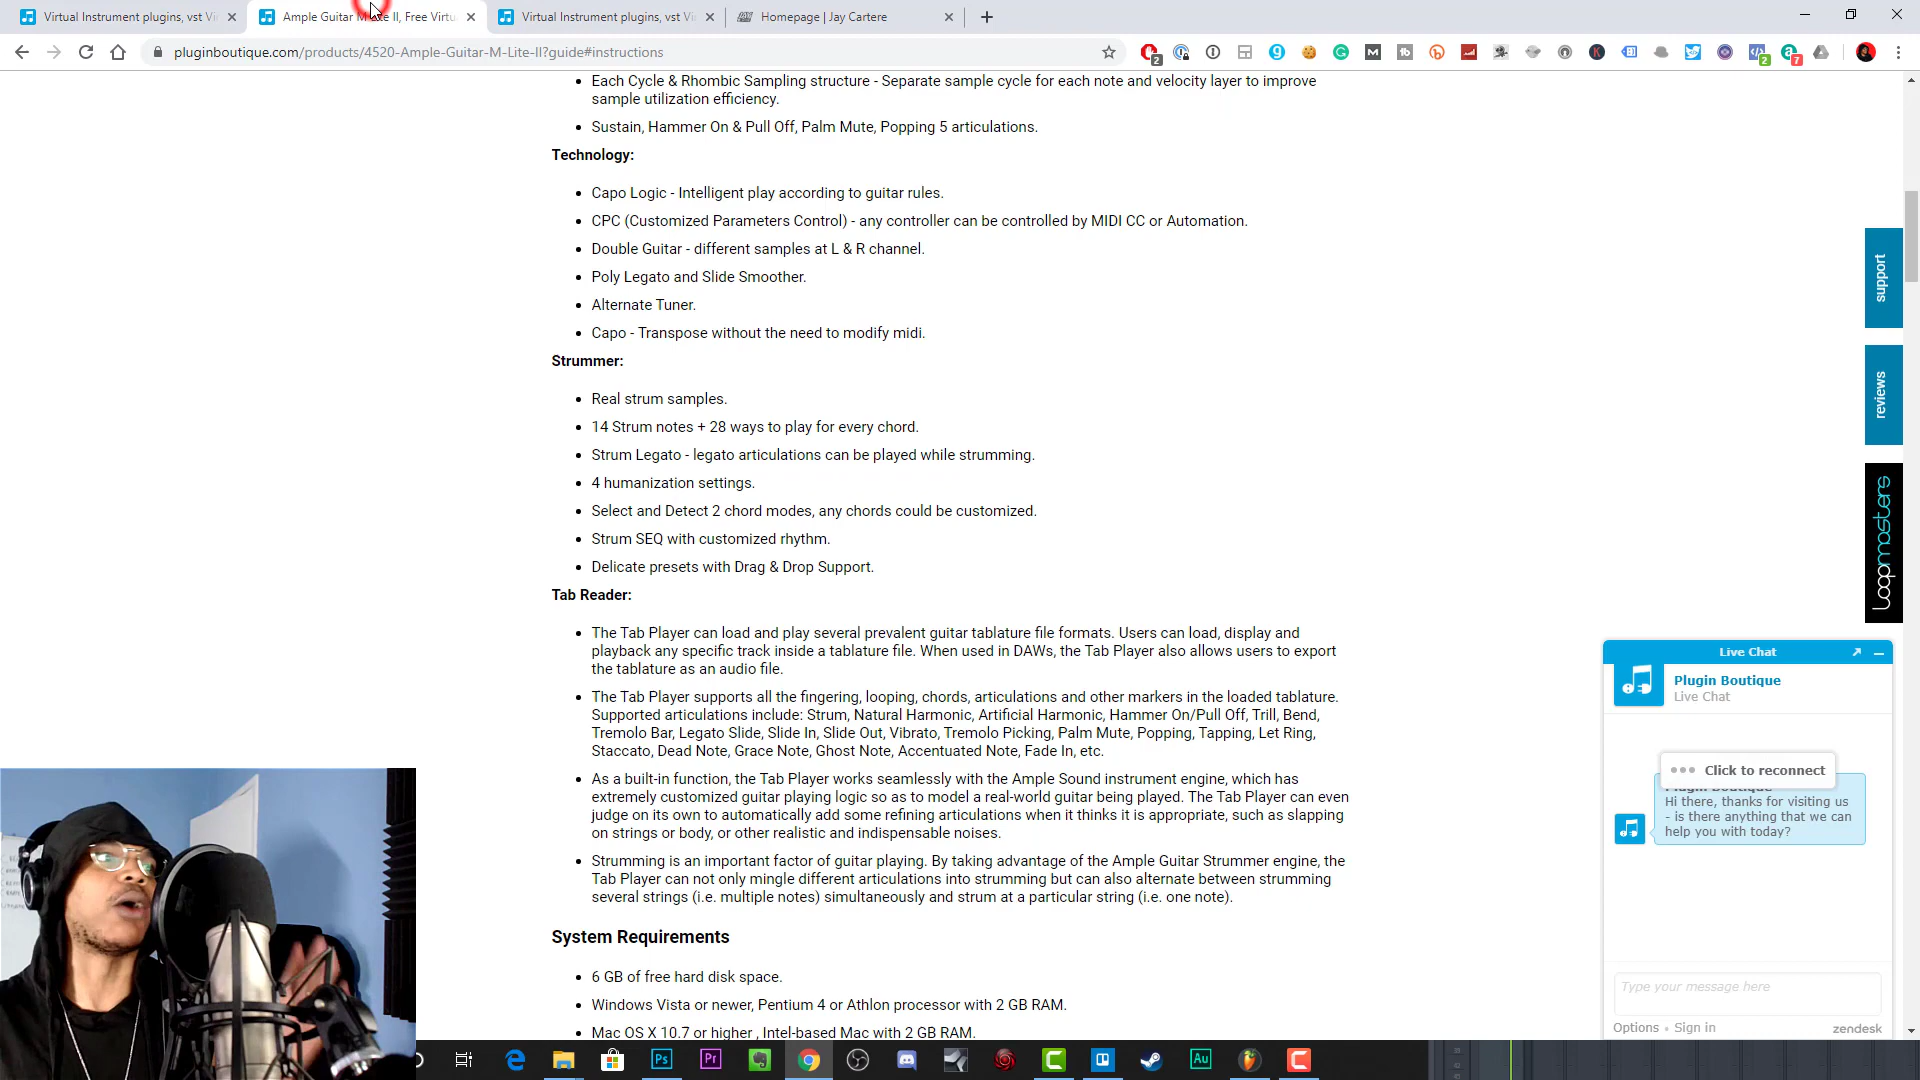 Virtual Instrument plugins, vst Vi
Ample Guitar M Lite II, Free Virtu
Virtual Instrument plugins, vst Vi
Homepage | Jay Cartere
pluginboutique.com/products/4520-Ample-Guitar-M-Lite-II?guide#instructions
Each Cycle & Rhombic Sampling structure - Separate sample cycle for each note and velocity layer to improve
sample utilization efficiency.
Sustain, Hammer On & Pull Off, Palm Mute, Popping 5 articulations.
Technology:
Capo Logic - Intelligent play according to guitar rules.
CPC (Customized Parameters Control) - any controller can be controlled by MIDI CC or Automation.
Double Guitar - different samples at L & R channel.
Poly Legato and Slide Smoother.
Alternate Tuner.
Capo - Transpose without the need to modify midi.
Strummer:
Real strum samples.
14 Strum notes + 28 ways to play for every chord.
Strum Legato - legato articulations can be played while strumming.
4 humanization settings.
Select and Detect 2 chord modes, any chords could be customized.
Strum SEQ with customized rhythm.
Delicate presets with Drag & Drop Support.
Tab Reader:
The Tab Player can load and play several prevalent guitar tablature file formats. Users can load, display and
playback any specific track inside a tablature file. When used in DAWs, the Tab Player also allows users to export
the tablature as an audio file.
The Tab Player supports all the fingering, looping, chords, articulations and other markers in the loaded tablature.
Supported articulations include: Strum, Natural Harmonic, Artificial Harmonic, Hammer On/Pull Off, Trill, Bend,
Tremolo Bar, Legato Slide, Slide In, Slide Out, Vibrato, Tremolo Picking, Palm Mute, Popping, Tapping, Let Ring,
Staccato, Dead Note, Grace Note, Ghost Note, Accentuated Note, Fade In, etc.
As a built-in function, the Tab Player works seamlessly with the Ample Sound instrument engine, which has
extremely customized guitar playing logic so as to model a real-world guitar being played. The Tab Player can even
judge on its own to automatically add some refining articulations when it thinks it is appropriate, such as slapping
on strings or body, or other realistic and indispensable noises.
Strumming is an important factor of guitar playing. By taking advantage of the Ample Guitar Strummer engine, the
Tab Player can not only mingle different articulations into strumming but can also alternate between strumming
several strings (i.e. multiple notes) simultaneously and strum at a particular string (i.e. one note).
System Requirements
6 GB of free hard disk space.
Windows Vista or newer, Pentium 4 or Athlon processor with 2 GB RAM.
Mac OS X 10.7 or higher , Intel-based Mac with 2 GB RAM.
support
reviews
loopmasters
Live Chat
Plugin Boutique
Live Chat
Click to reconnect
Plugin Boutique
Hi there, thanks for visiting us
- is there anything that we can
help you with today?
Type your message here
Options • Sign in
zendesk
Ps
Pr
Au